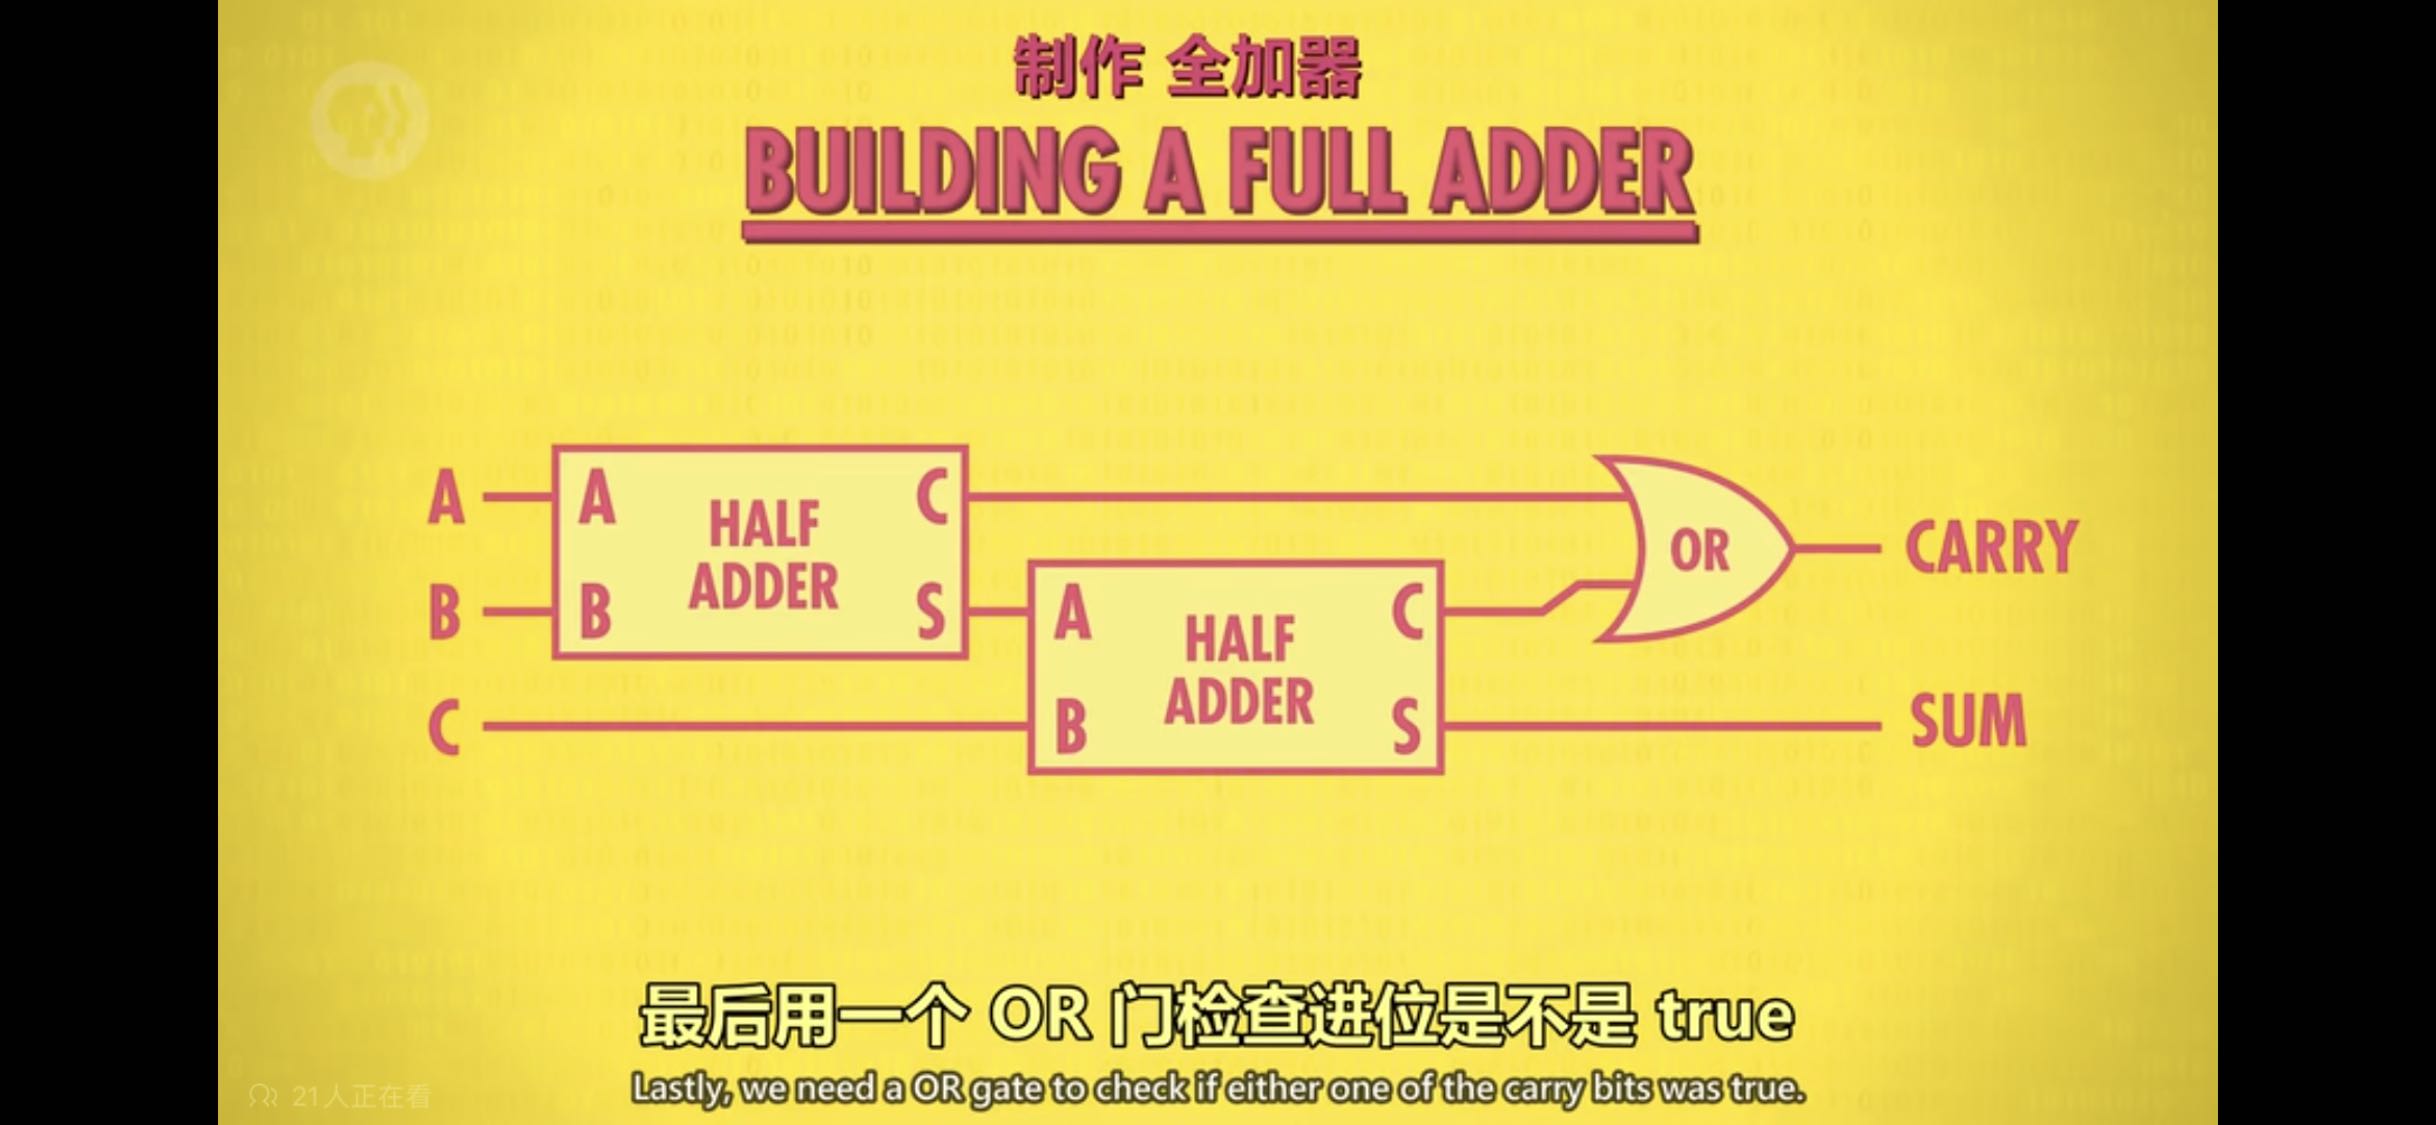 制作 全加器
BUILDING A FULL ADDER
A
A
HALF
ADDER
C
B
B
S
C
A
HALF
ADDER
C
B
S
OR
CARRY
SUM
最后用一个 OR 门检查进位是不是 true
Lastly, we need a OR gate to check if either one of the carry bits was true.
21人正在看